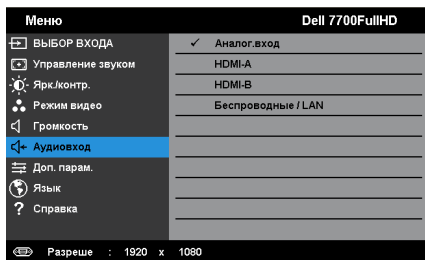 Меню Dell 7700FullHD
ВЫБОР ВХОДА ✓ Аналог.вход
Управление звуком HDMI-A
Ярк./контр. HDMI-B
Режим видео Беспроводные / LAN
Громкость
Аудиовход
Доп. парам.
Язык
? Справка
Разреше : 1920 x 1080